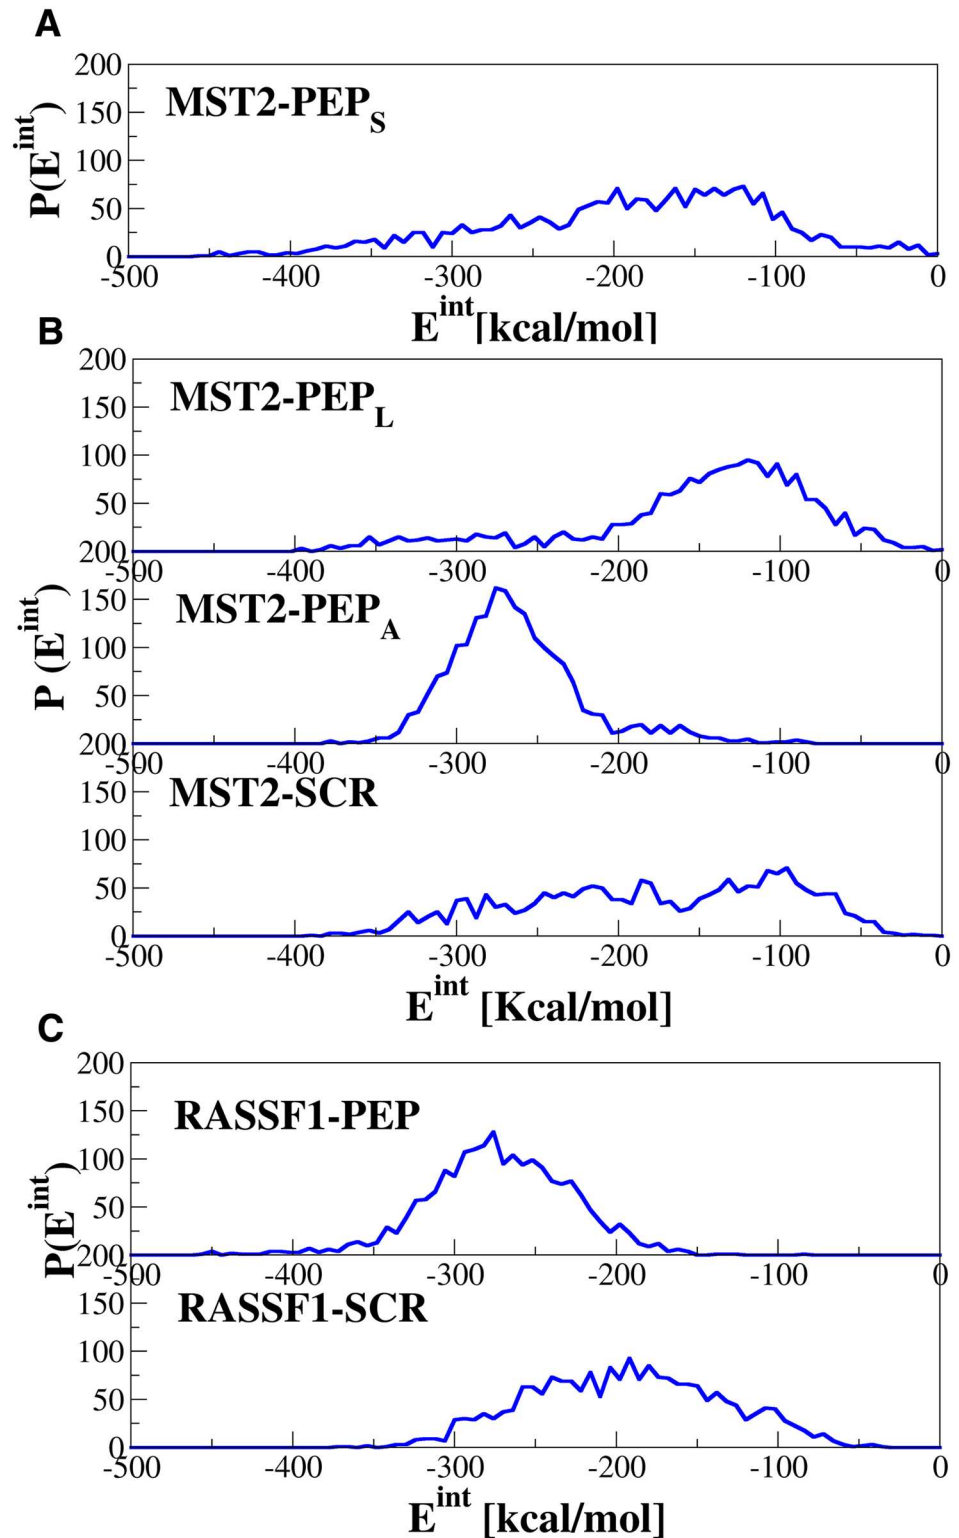 A
200
MST2-PEP_S
150
100
50
0
P(E^int)
-500 -400 -300 -200 -100 0
E^int[kcal/mol]
B
200
MST2-PEP_L
150
100
50
200
-500 -400 -300 -200 -100 0
MST2-PEP_A
150
100
50
P (E^int)
200
-500 -400 -300 -200 -100 0
MST2-SCR
150
100
50
0
-500 -400 -300 -200 -100 0
E^int [Kcal/mol]
C
200
RASSF1-PEP
150
100
50
P(E^int)
200
-500 -400 -300 -200 -100 0
RASSF1-SCR
150
100
50
0
-500 -400 -300 -200 -100 0
E^int [kcal/mol]